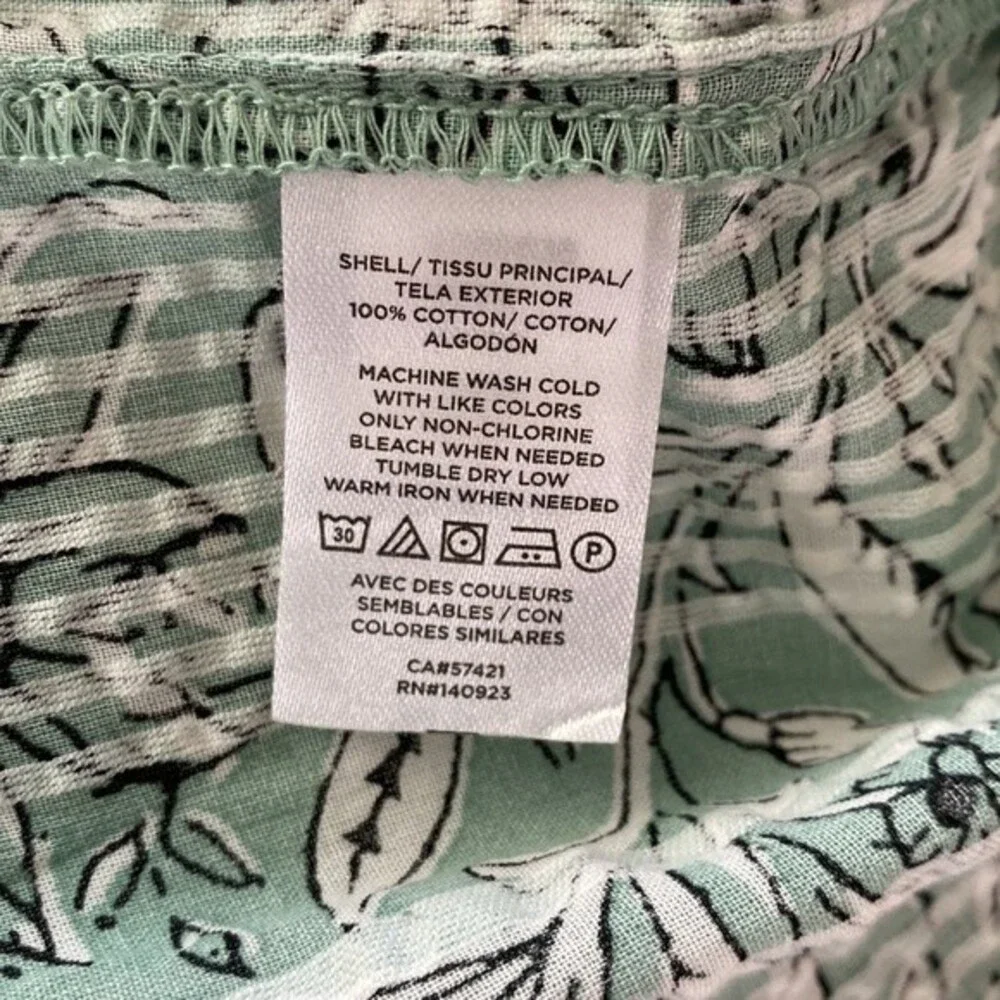 SHELL/ TISSU PRINCIPAL/
TELA EXTERIOR
100% COTTON/ COTON/
ALGODÓN
MACHINE WASH COLD
WITH LIKE COLORS
ONLY NON-CHLORINE
BLEACH WHEN NEEDED
TUMBLE DRY LOW
WARM IRON WHEN NEEDED
30 P
AVEC DES COULEURS
SEMBLABLES / CON
COLORES SIMILARES
CA#57421
RN#140923